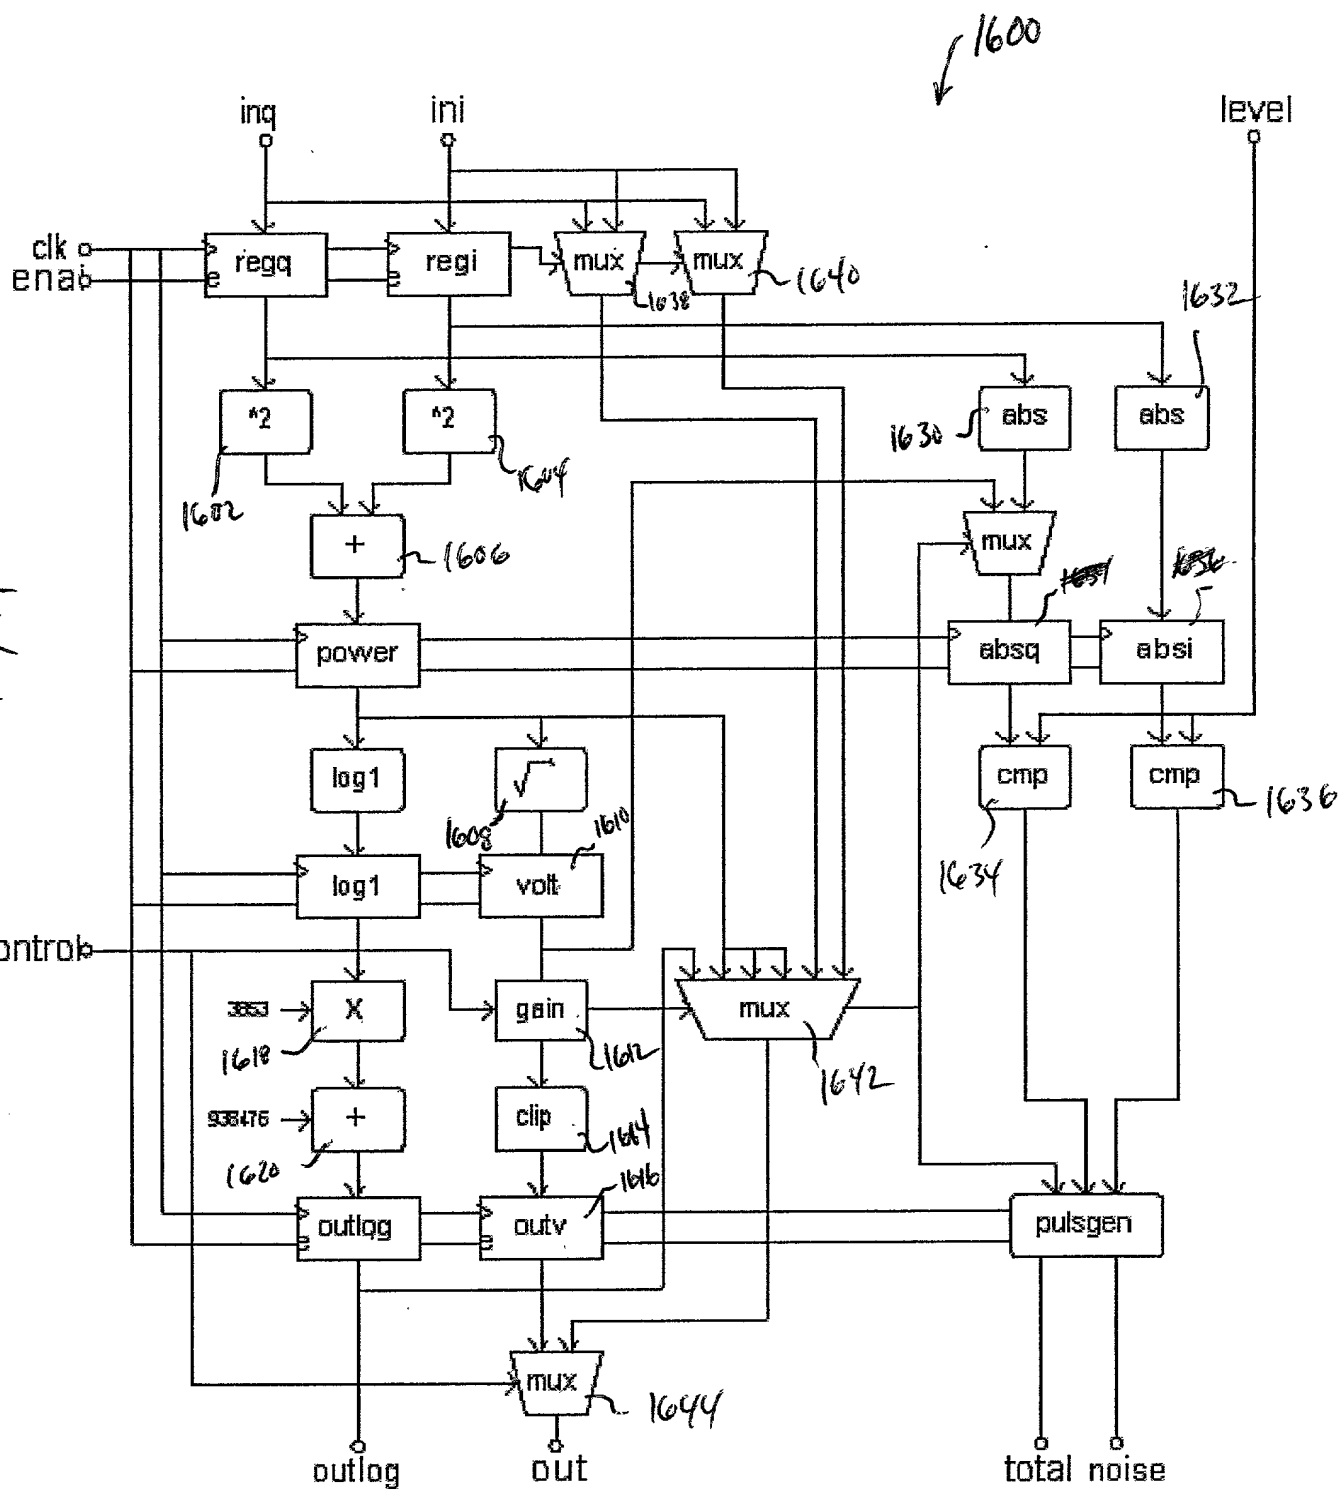 1600
inq
ini
level
clk
enai
regq
regi
mux
mux
1638
1640
1632
^2
^2
1630
abs
abs
1602
1604
+
1606
mux
power
absq
absi
log1
√
cmp
cmp
1608
1610
1636
1634
log1
volt
ontrol
3853
X
gain
mux
1618
1612
1642
938476
+
clip
1614
1620
1616
outlog
outv
pulsgen
mux
1644
outlog
out
total
noise